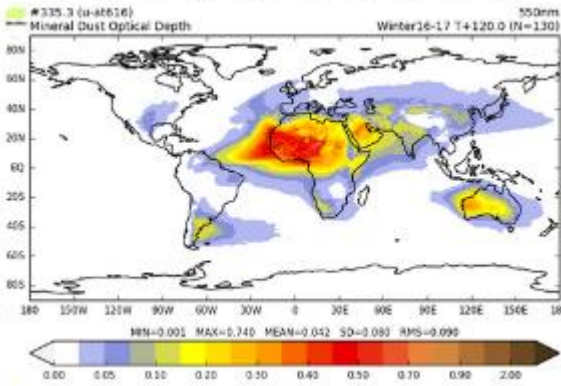 #335.3 (u-at616) 550nm
Mineral Dust Optical Depth Winter16-17 T+120.0 (N=130)
80N
60N
40N
20N
EQ
20S
40S
60S
80S
180 150W 120W 90W 60W 30W 0 30E 60E 90E 120E 150E 180
MIN=0.001 MAX=0.740 MEAN=0.042 SD=0.080 RMS=0.090
0.00 0.05 0.10 0.20 0.30 0.40 0.50 0.70 0.90 2.00